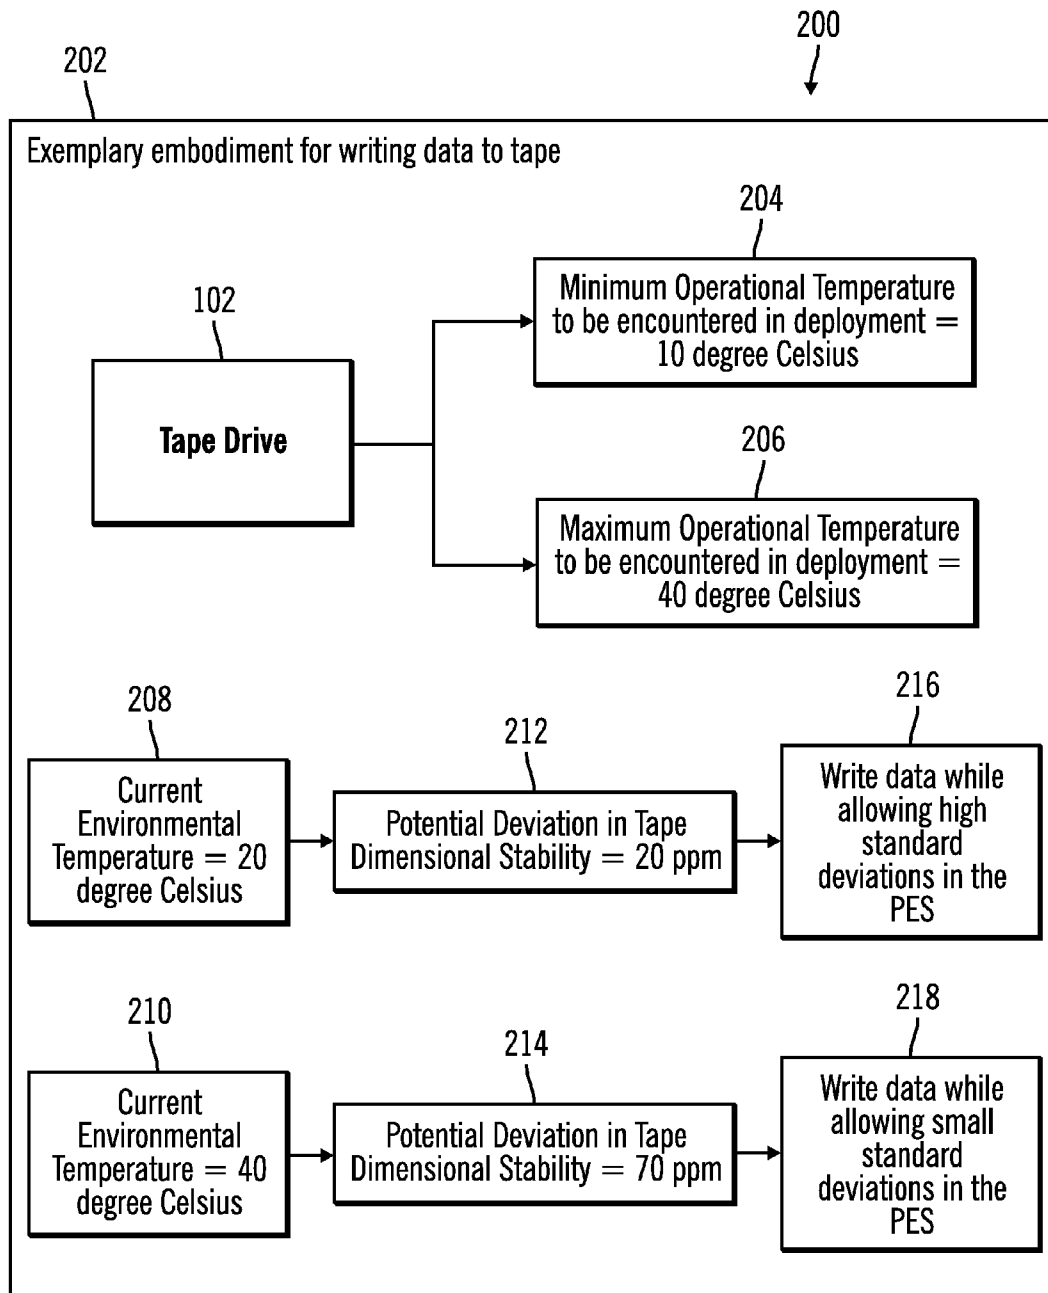 200
202
Exemplary embodiment for writing data to tape
204
Minimum Operational Temperature
to be encountered in deployment =
10 degree Celsius
102
Tape Drive
206
Maximum Operational Temperature
to be encountered in deployment =
40 degree Celsius
208
Current
Environmental
Temperature = 20
degree Celsius
212
Potential Deviation in Tape
Dimensional Stability = 20 ppm
216
Write data while
allowing high
standard
deviations in the
PES
210
Current
Environmental
Temperature = 40
degree Celsius
214
Potential Deviation in Tape
Dimensional Stability = 70 ppm
218
Write data while
allowing small
standard
deviations in the
PES